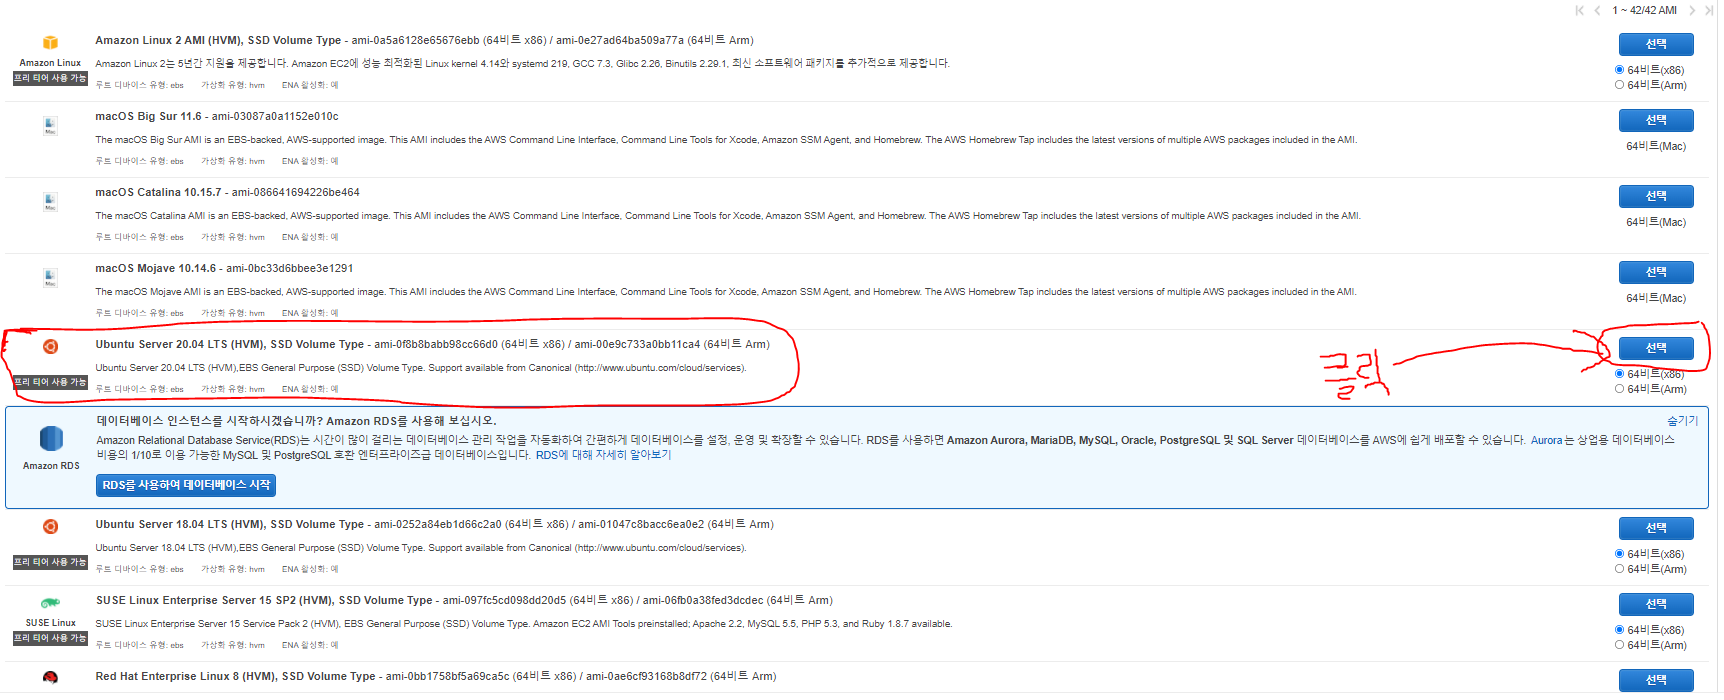 1 ~ 42/42 AMI
Amazon Linux
프리 티어 사용 가능
Amazon Linux 2 AMI (HVM), SSD Volume Type - ami-0a5a6128e65676ebb (64비트 x86) / ami-0e27ad64ba509a77a (64비트 Arm)
Amazon Linux 2는 5년간 지원을 제공합니다. Amazon EC2에 성능 최적화된 Linux kernel 4.14와 systemd 219, GCC 7.3, Glibc 2.26, Binutils 2.29.1, 최신 소프트웨어 패키지를 추가적으로 제공합니다.
루트 디바이스 유형: ebs 가상화 유형: hvm ENA 활성화: 예
선택
64비트(x86)
64비트(Arm)
Mac
macOS Big Sur 11.6 - ami-03087a0a1152e010c
The macOS Big Sur AMI is an EBS-backed, AWS-supported image. This AMI includes the AWS Command Line Interface, Command Line Tools for Xcode, Amazon SSM Agent, and Homebrew. The AWS Homebrew Tap includes the latest versions of multiple AWS packages included in the AMI.
루트 디바이스 유형: ebs 가상화 유형: hvm ENA 활성화: 예
선택
64비트(Mac)
Mac
macOS Catalina 10.15.7 - ami-086641694226be464
The macOS Catalina AMI is an EBS-backed, AWS-supported image. This AMI includes the AWS Command Line Interface, Command Line Tools for Xcode, Amazon SSM Agent, and Homebrew. The AWS Homebrew Tap includes the latest versions of multiple AWS packages included in the AMI.
루트 디바이스 유형: ebs 가상화 유형: hvm ENA 활성화: 예
선택
64비트(Mac)
Mac
macOS Mojave 10.14.6 - ami-0bc33d6bbee3e1291
The macOS Mojave AMI is an EBS-backed, AWS-supported image. This AMI includes the AWS Command Line Interface, Command Line Tools for Xcode, Amazon SSM Agent, and Homebrew. The AWS Homebrew Tap includes the latest versions of multiple AWS packages included in the AMI.
루트 디바이스 유형: ebs 가상화 유형: hvm ENA 활성화: 예
선택
64비트(Mac)
프리 티어 사용 가능
Ubuntu Server 20.04 LTS (HVM), SSD Volume Type - ami-0f8b8babb98cc66d0 (64비트 x86) / ami-00e9c733a0bb11ca4 (64비트 Arm)
Ubuntu Server 20.04 LTS (HVM),EBS General Purpose (SSD) Volume Type. Support available from Canonical (http://www.ubuntu.com/cloud/services).
루트 디바이스 유형: ebs 가상화 유형: hvm ENA 활성화: 예
클릭
선택
64비트(x86)
64비트(Arm)
Amazon RDS
데이터베이스 인스턴스를 시작하시겠습니까? Amazon RDS를 사용해 보십시오.
숨기기
Amazon Relational Database Service(RDS)는 시간이 많이 걸리는 데이터베이스 관리 작업을 자동화하여 간편하게 데이터베이스를 설정, 운영 및 확장할 수 있습니다. RDS를 사용하면 Amazon Aurora, MariaDB, MySQL, Oracle, PostgreSQL 및 SQL Server 데이터베이스를 AWS에 쉽게 배포할 수 있습니다. Aurora는 상업용 데이터베이스
비용의 1/10로 이용 가능한 MySQL 및 PostgreSQL 호환 엔터프라이즈급 데이터베이스입니다. RDS에 대해 자세히 알아보기
RDS를 사용하여 데이터베이스 시작
프리 티어 사용 가능
Ubuntu Server 18.04 LTS (HVM), SSD Volume Type - ami-0252a84eb1d66c2a0 (64비트 x86) / ami-01047c8bacc6ea0e2 (64비트 Arm)
Ubuntu Server 18.04 LTS (HVM),EBS General Purpose (SSD) Volume Type. Support available from Canonical (http://www.ubuntu.com/cloud/services).
루트 디바이스 유형: ebs 가상화 유형: hvm ENA 활성화: 예
선택
64비트(x86)
64비트(Arm)
SUSE Linux
프리 티어 사용 가능
SUSE Linux Enterprise Server 15 SP2 (HVM), SSD Volume Type - ami-097fc5cd098dd20d5 (64비트 x86) / ami-06fb0a38fed3dcdec (64비트 Arm)
SUSE Linux Enterprise Server 15 Service Pack 2 (HVM), EBS General Purpose (SSD) Volume Type. Amazon EC2 AMI Tools preinstalled; Apache 2.2, MySQL 5.5, PHP 5.3, and Ruby 1.8.7 available.
루트 디바이스 유형: ebs 가상화 유형: hvm ENA 활성화: 예
선택
64비트(x86)
64비트(Arm)
Red Hat Enterprise Linux 8 (HVM), SSD Volume Type - ami-0bb1758bf5a69ca5c (64비트 x86) / ami-0ae6cf93168b8df72 (64비트 Arm)
선택